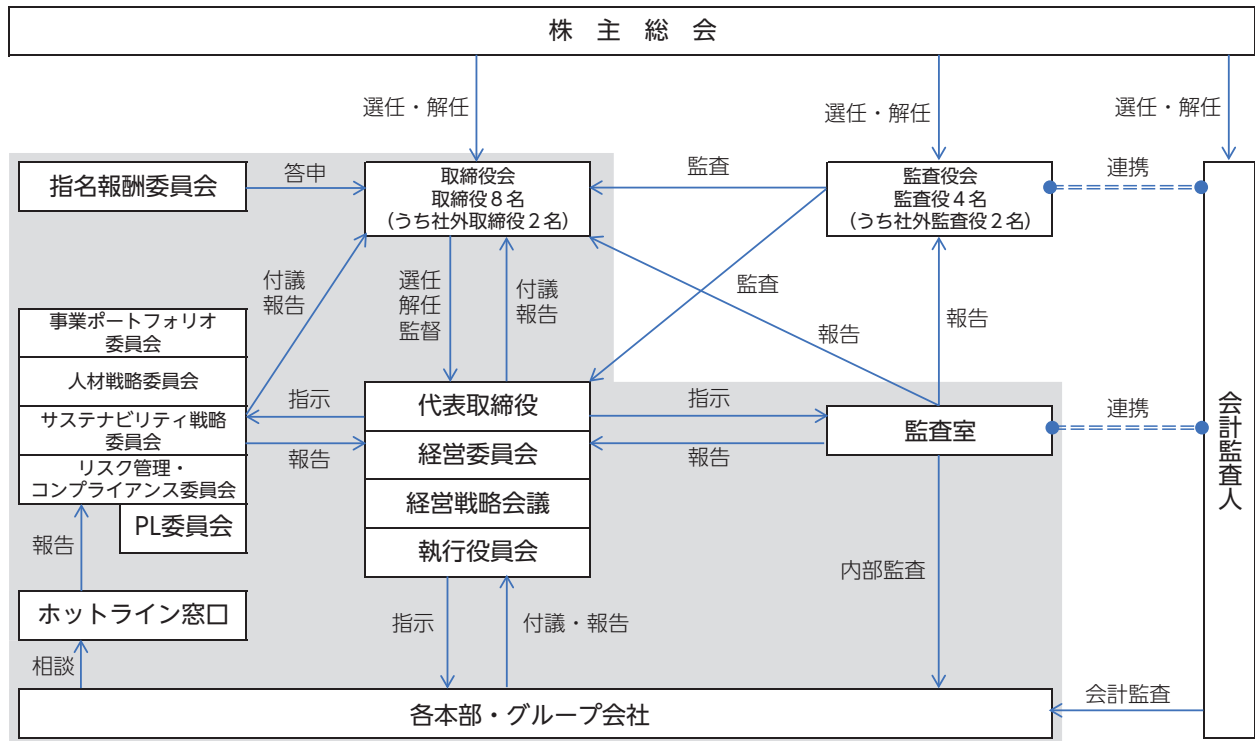 株 主 総 会
選任・解任
選任・解任
選任・解任
指名報酬委員会
答申
取締役会
取締役8名
(うち社外取締役2名)
監査
監査役会
監査役4名
(うち社外監査役2名)
連携
付議
報告
選任
解任
監督
付議
報告
監査
報告
報告
事業ポートフォリオ
委員会
人材戦略委員会
サステナビリティ戦略
委員会
リスク管理・
コンプライアンス委員会
PL委員会
指示
報告
代表取締役
経営委員会
経営戦略会議
執行役員会
指示
報告
監査室
連携
会計監査人
報告
ホットライン窓口
相談
指示
付議・報告
内部監査
会計監査
各本部・グループ会社